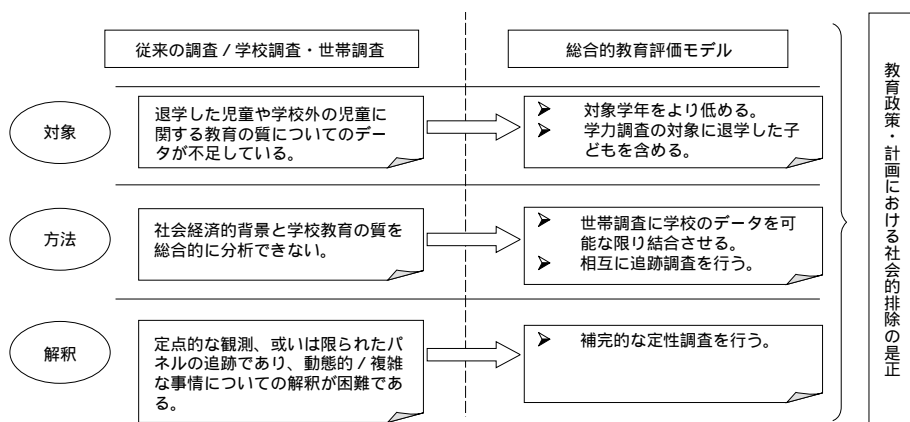 従来の調査/学校調査・世帯調査
総合的教育評価モデル
対象
退学した児童や学校外の児童に
関する教育の質についてのデー
タが不足している。
➢ 対象学年をより低める。
➢ 学力調査の対象に退学した子
どもを含める。
方法
社会経済的背景と学校教育の質を
総合的に分析できない。
➢ 世帯調査に学校のデータを可
能な限り結合させる。
➢ 相互に追跡調査を行う。
解釈
定点的な観測、或いは限られたパ
ネルの追跡であり、動態的/複雑
な事情についての解釈が困難であ
る。
➢ 補完的な定性調査を行う。
教育政策・計画における社会的排除の是正